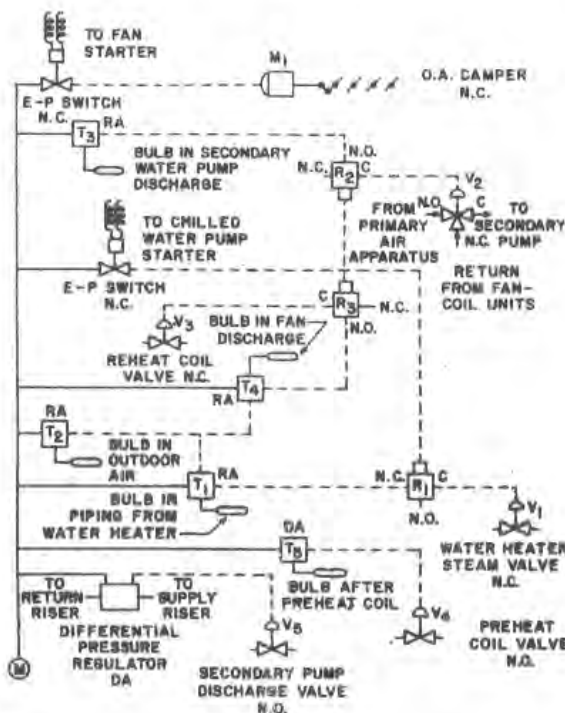 TO FAN
STARTER
M1
O.A. DAMPER
N.C.
E-P SWITCH
N.C.
T3
RA
BULB IN SECONDARY
WATER PUMP
DISCHARGE
N.O.
N.C.
R2
C
V2
N.O.
C
FROM
PRIMARY
AIR
APPARATUS
TO
SECONDARY
PUMP
N.C.
RETURN
FROM FAN-
COIL UNITS
TO CHILLED
WATER PUMP
STARTER
E-P SWITCH
N.C.
C
R3
N.C.
N.O.
V3
BULB IN FAN
DISCHARGE
REHEAT COIL
VALVE N.C.
RA
T4
RA
T2
BULB IN
OUTDOOR
AIR
T1
RA
BULB IN
PIPING FROM
WATER HEATER
N.C.
R1
C
N.O.
V1
WATER HEATER
STEAM VALVE
N.C.
DA
T5
BULB AFTER
PREHEAT COIL
V4
PREHEAT
COIL VALVE
N.O.
TO
RETURN
RISER
TO
SUPPLY
RISER
DIFFERENTIAL
PRESSURE
REGULATOR
DA
V5
SECONDARY PUMP
DISCHARGE VALVE
N.O.
M